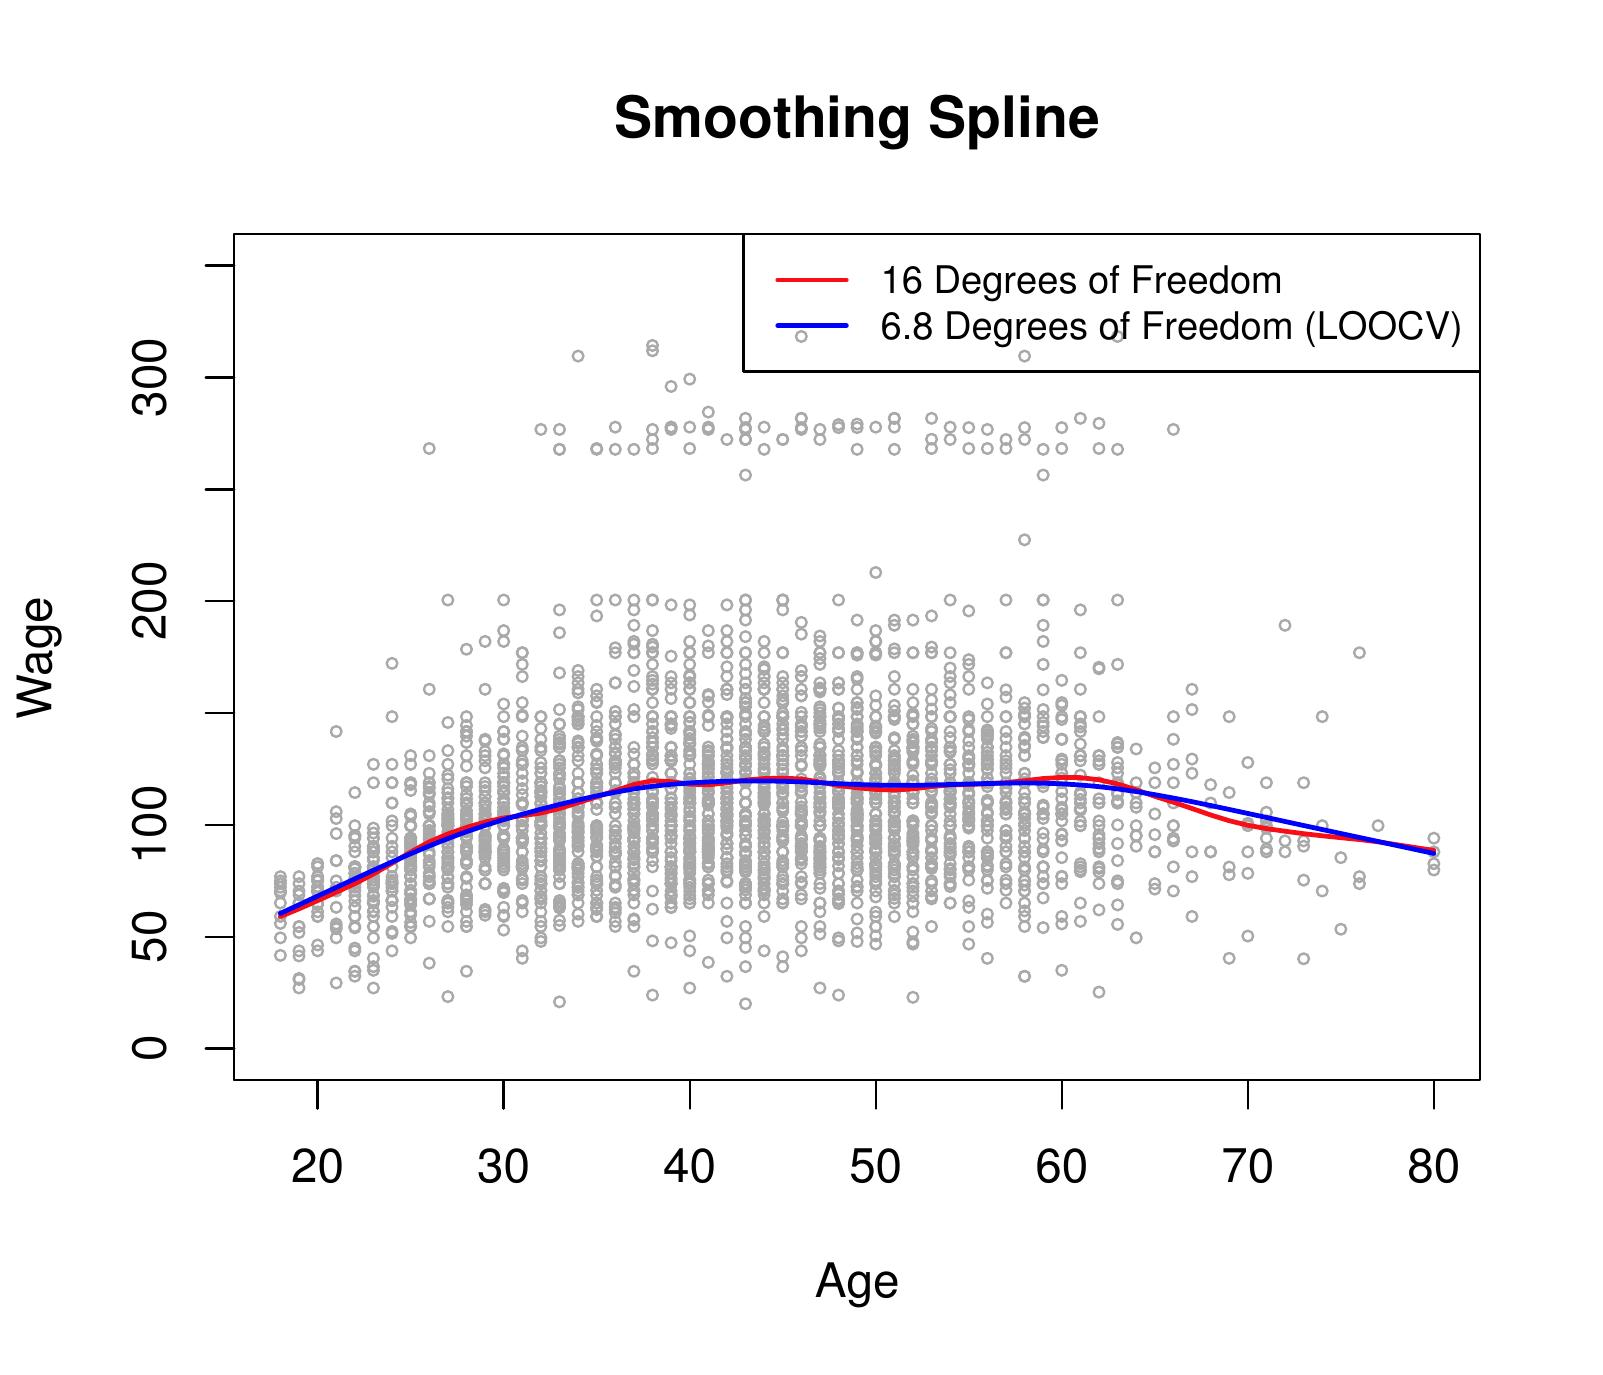 Smoothing Spline
16 Degrees of Freedom
6.8 Degrees of Freedom (LOOCV)
Wage
300
200
100
50
0
20 30 40 50 60 70 80
Age